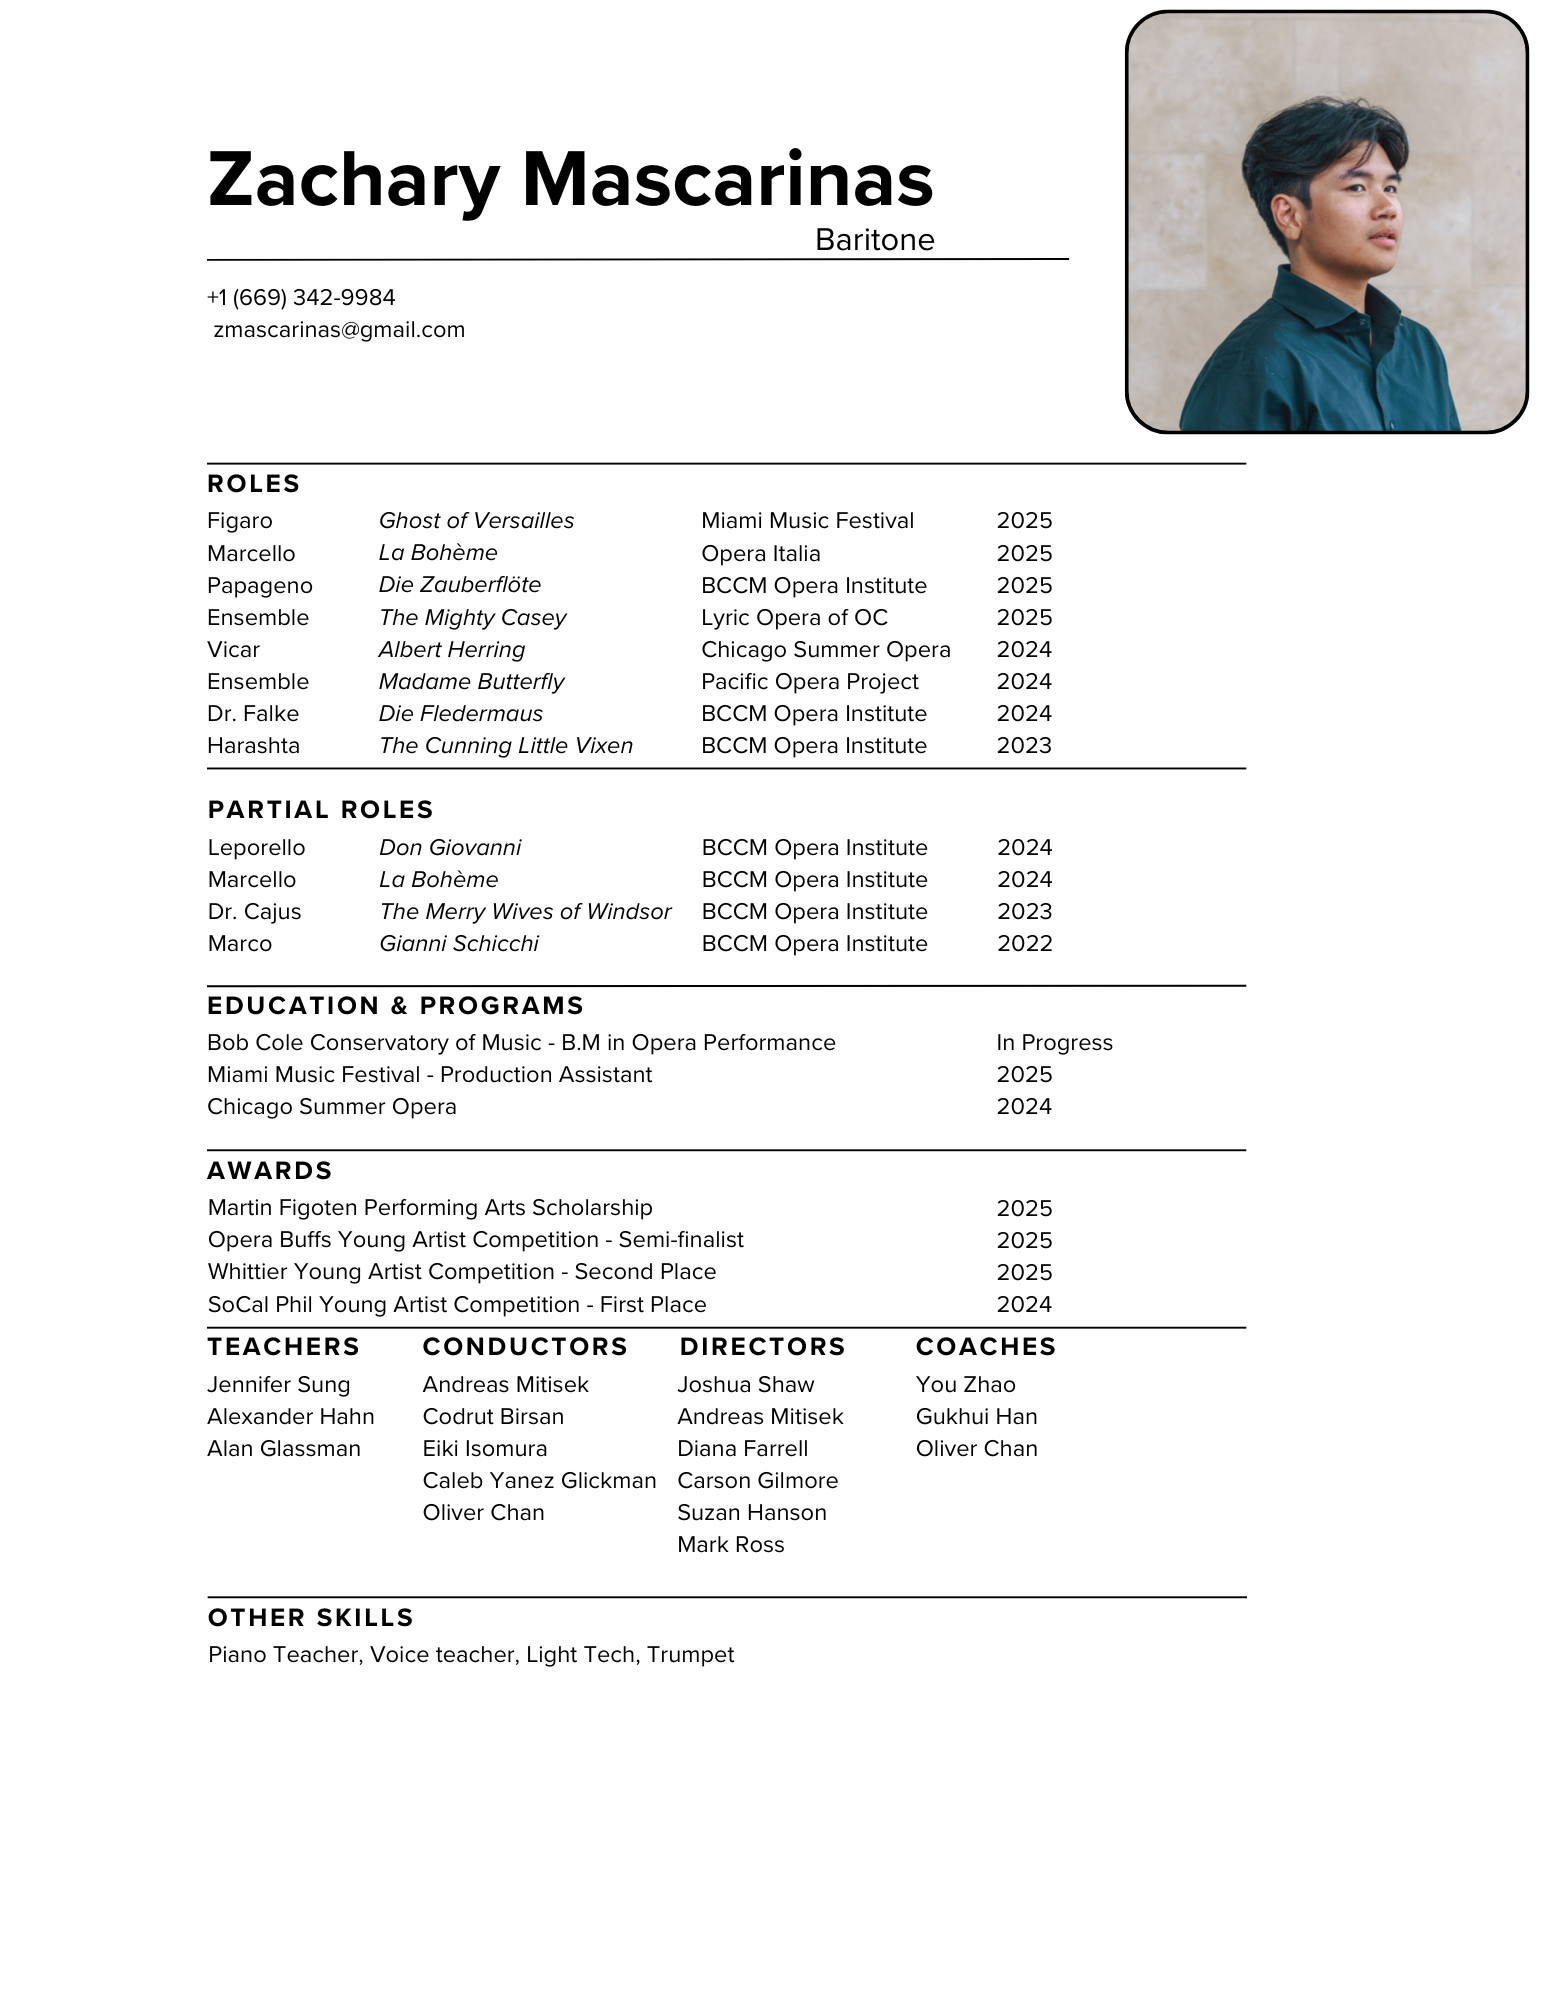 Zachary Mascarinas
Baritone
+1 (669) 342-9984
zmascarinas@gmail.com
ROLES
Figaro Ghost of Versailles Miami Music Festival 2025
Marcello La Bohème Opera Italia 2025
Papageno Die Zauberflöte BCCM Opera Institute 2025
Ensemble The Mighty Casey Lyric Opera of OC 2025
Vicar Albert Herring Chicago Summer Opera 2024
Ensemble Madame Butterfly Pacific Opera Project 2024
Dr. Falke Die Fledermaus BCCM Opera Institute 2024
Harashta The Cunning Little Vixen BCCM Opera Institute 2023
PARTIAL ROLES
Leporello Don Giovanni BCCM Opera Institute 2024
Marcello La Bohème BCCM Opera Institute 2024
Dr. Cajus The Merry Wives of Windsor BCCM Opera Institute 2023
Marco Gianni Schicchi BCCM Opera Institute 2022
EDUCATION & PROGRAMS
Bob Cole Conservatory of Music - B.M in Opera Performance In Progress
Miami Music Festival - Production Assistant 2025
Chicago Summer Opera 2024
AWARDS
Martin Figoten Performing Arts Scholarship 2025
Opera Buffs Young Artist Competition - Semi-finalist 2025
Whittier Young Artist Competition - Second Place 2025
SoCal Phil Young Artist Competition - First Place 2024
TEACHERS CONDUCTORS DIRECTORS COACHES
Jennifer Sung Andreas Mitisek Joshua Shaw You Zhao
Alexander Hahn Codrut Birsan Andreas Mitisek Gukhui Han
Alan Glassman Eiki Isomura Diana Farrell Oliver Chan
Caleb Yanez Glickman Carson Gilmore
Oliver Chan Suzan Hanson
Mark Ross
OTHER SKILLS
Piano Teacher, Voice teacher, Light Tech, Trumpet